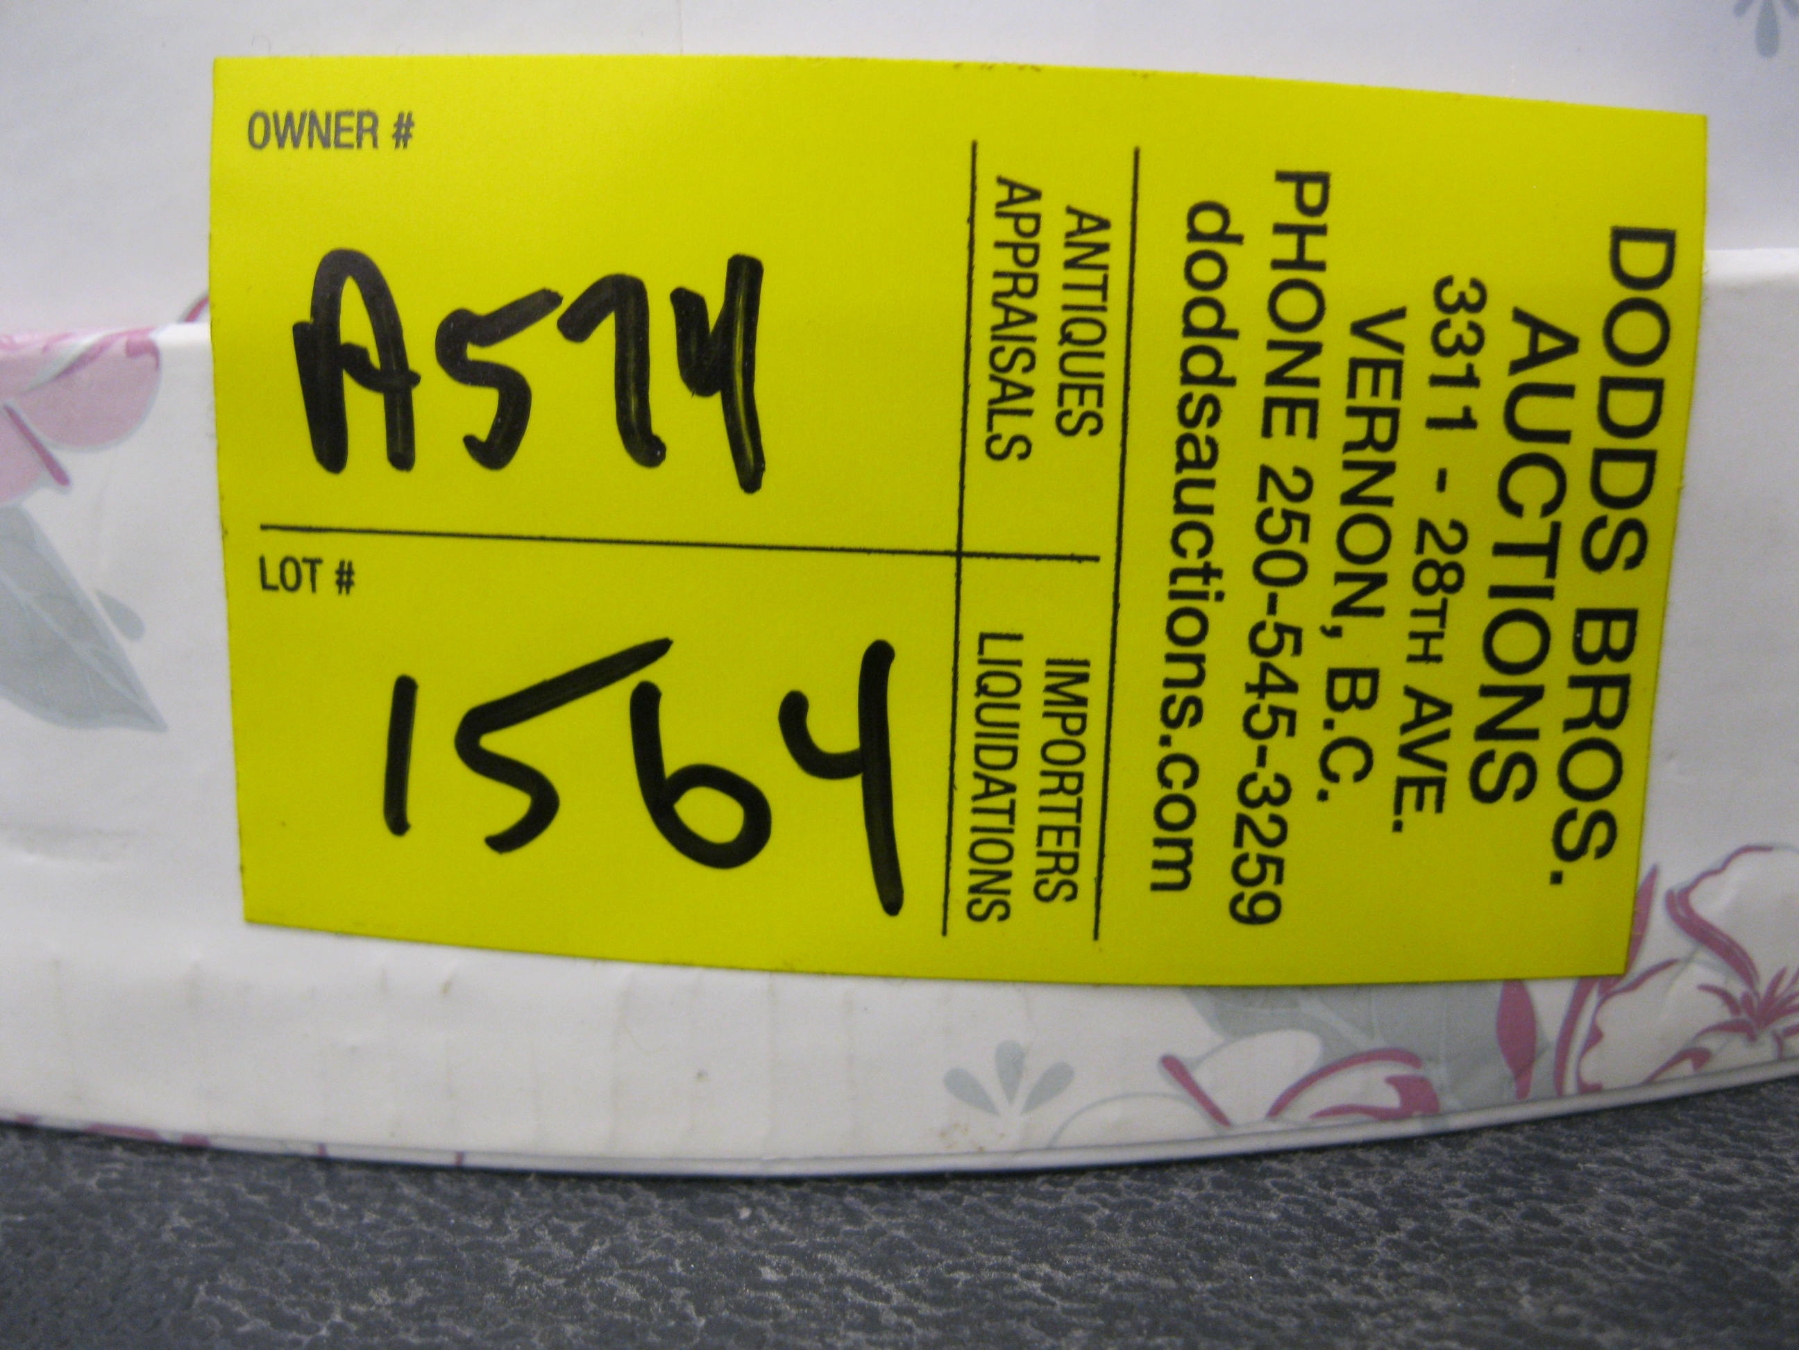 DODDS BROS.
AUCTIONS
3311 - 28TH AVE.
VERNON, B.C.
PHONE 250-545-3259
doddsauctions.com
ANTIQUES
APPRAISALS
IMPORTERS
LIQUIDATIONS
OWNER #
A574
LOT #
1564